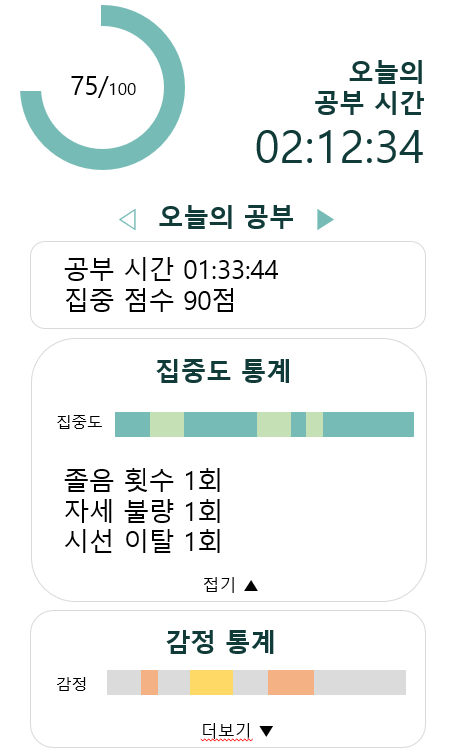 75/100
오늘의
공부 시간
02:12:34
◁ 오늘의 공부 ▶
공부 시간 01:33:44
집중 점수 90점
집중도 통계
집중도
졸음 횟수 1회
자세 불량 1회
시선 이탈 1회
접기 ▲
감정 통계
감정
더보기 ▼